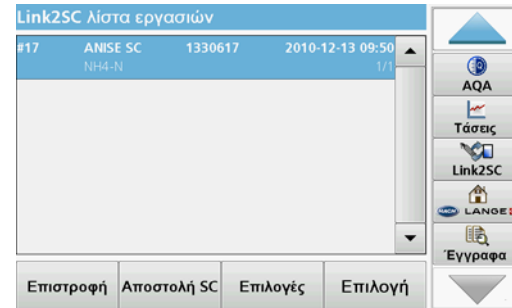 Link2SC λίστα εργασιών
#17 ANISE SC 1330617 2010-12-13 09:50
NH4-N 1/1
AQA
Τάσεις
Link2SC
HACH LANGE
Έγγραφα
Επιστροφή Αποστολή SC Επιλογές Επιλογή